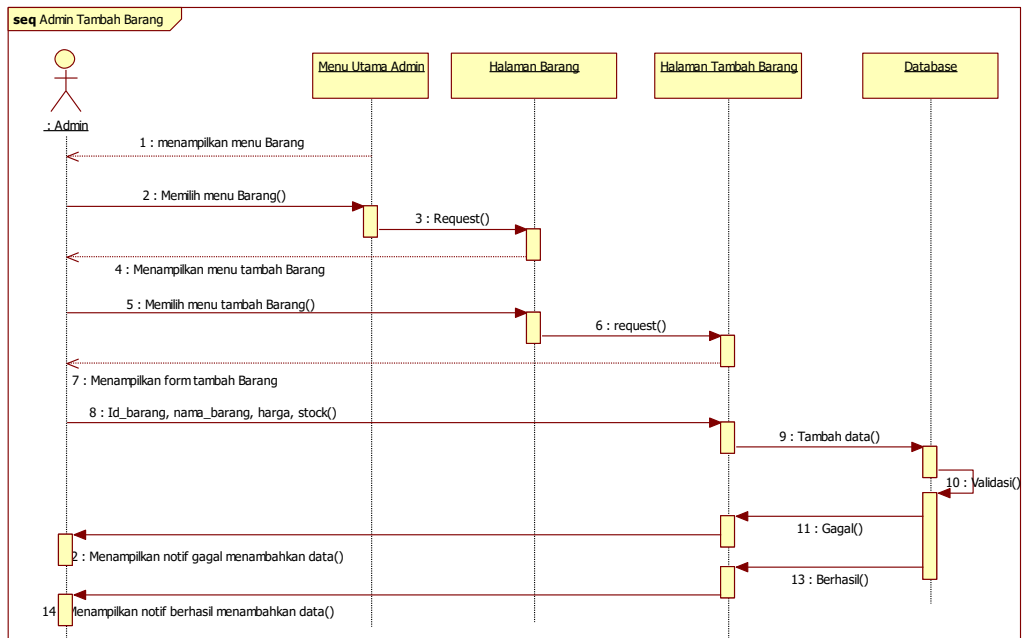 seq Admin Tambah Barang
Menu Utama Admin
Halaman Barang
Halaman Tambah Barang
Database
: Admin
1 : menampilkan menu Barang
2 : Memilih menu Barang()
3 : Request()
4 : Menampilkan menu tambah Barang
5 : Memilih menu tambah Barang()
6 : request()
7 : Menampilkan form tambah Barang
8 : Id_barang, nama_barang, harga, stock()
9 : Tambah data()
10 : Validasi()
11 : Gagal()
2 : Menampilkan notif gagal menambahkan data()
13 : Berhasil()
14 Menampilkan notif berhasil menambahkan data()